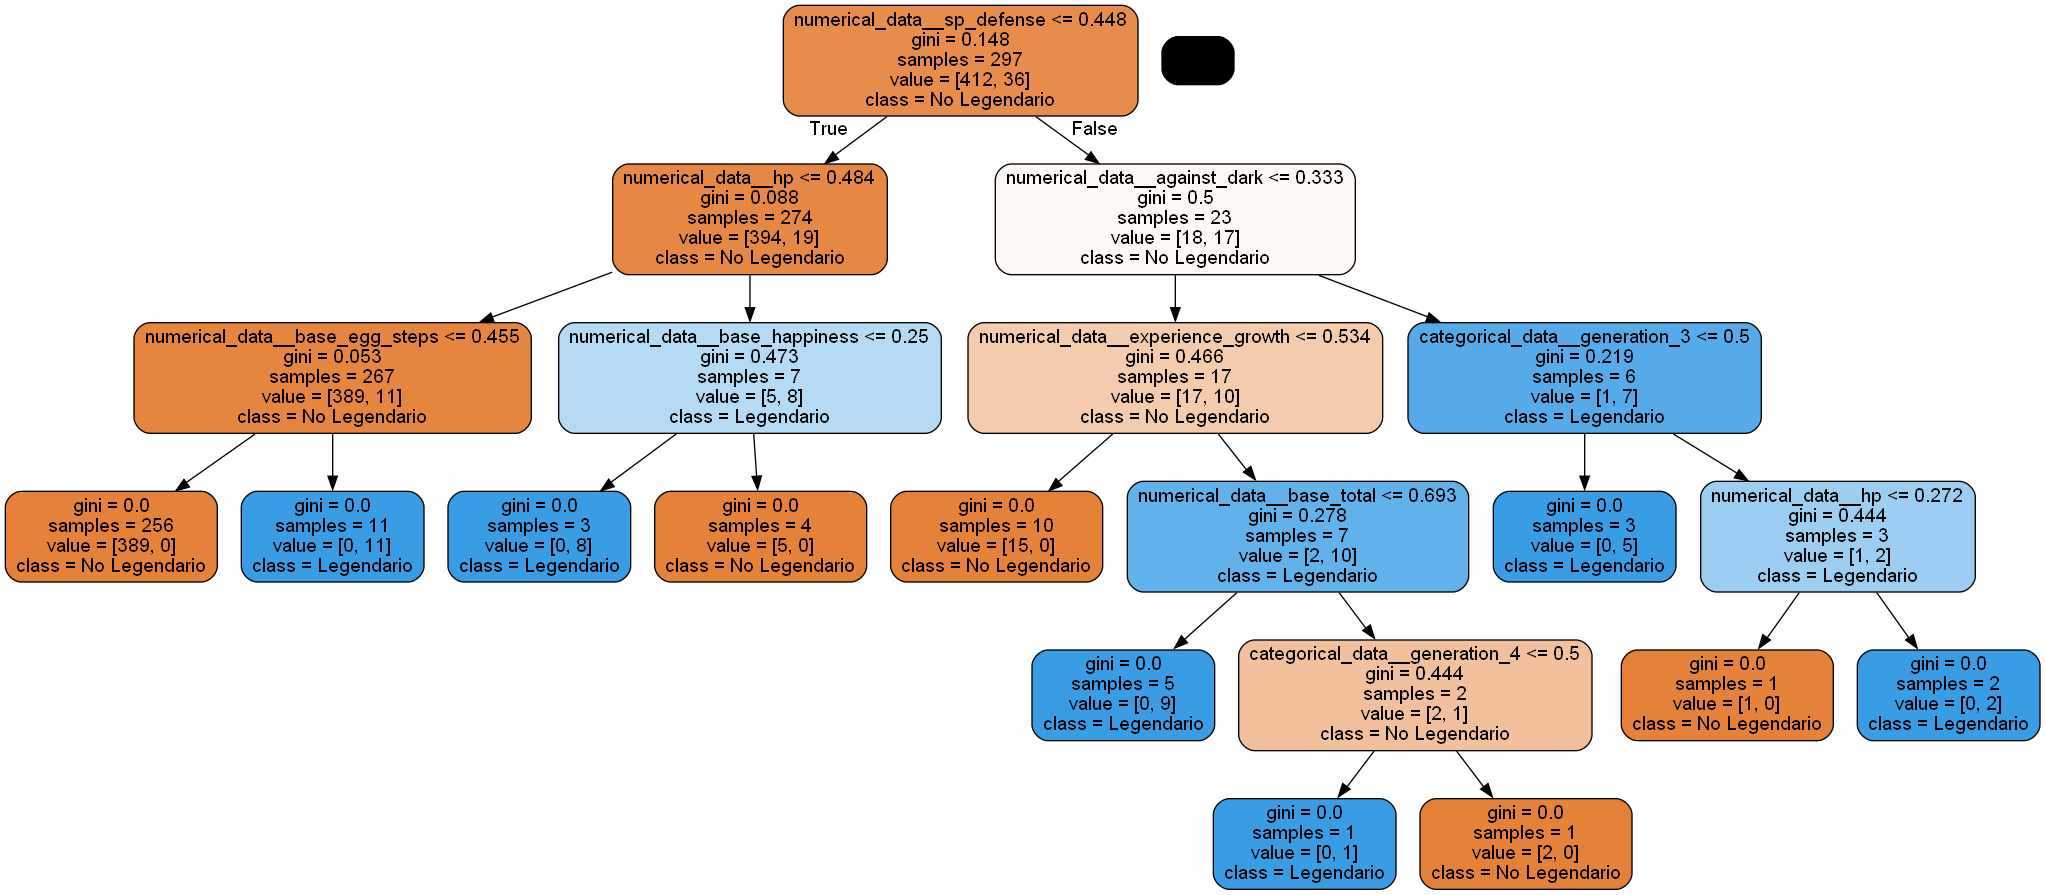 numerical_data__sp_defense <= 0.448
gini = 0.148
samples = 297
value = [412, 36]
class = No Legendario
True
False
numerical_data__hp <= 0.484
gini = 0.088
samples = 274
value = [394, 19]
class = No Legendario
numerical_data__against_dark <= 0.333
gini = 0.5
samples = 23
value = [18, 17]
class = No Legendario
numerical_data__base_egg_steps <= 0.455
gini = 0.053
samples = 267
value = [389, 11]
class = No Legendario
numerical_data__base_happiness <= 0.25
gini = 0.473
samples = 7
value = [5, 8]
class = Legendario
numerical_data__experience_growth <= 0.534
gini = 0.466
samples = 17
value = [17, 10]
class = No Legendario
categorical_data__generation_3 <= 0.5
gini = 0.219
samples = 6
value = [1, 7]
class = Legendario
gini = 0.0
samples = 256
value = [389, 0]
class = No Legendario
gini = 0.0
samples = 11
value = [0, 11]
class = Legendario
gini = 0.0
samples = 3
value = [0, 8]
class = Legendario
gini = 0.0
samples = 4
value = [5, 0]
class = No Legendario
gini = 0.0
samples = 10
value = [15, 0]
class = No Legendario
numerical_data__base_total <= 0.693
gini = 0.278
samples = 7
value = [2, 10]
class = Legendario
gini = 0.0
samples = 3
value = [0, 5]
class = Legendario
numerical_data__hp <= 0.272
gini = 0.444
samples = 3
value = [1, 2]
class = Legendario
gini = 0.0
samples = 5
value = [0, 9]
class = Legendario
categorical_data__generation_4 <= 0.5
gini = 0.444
samples = 2
value = [2, 1]
class = No Legendario
gini = 0.0
samples = 1
value = [1, 0]
class = No Legendario
gini = 0.0
samples = 2
value = [0, 2]
class = Legendario
gini = 0.0
samples = 1
value = [0, 1]
class = Legendario
gini = 0.0
samples = 1
value = [2, 0]
class = No Legendario